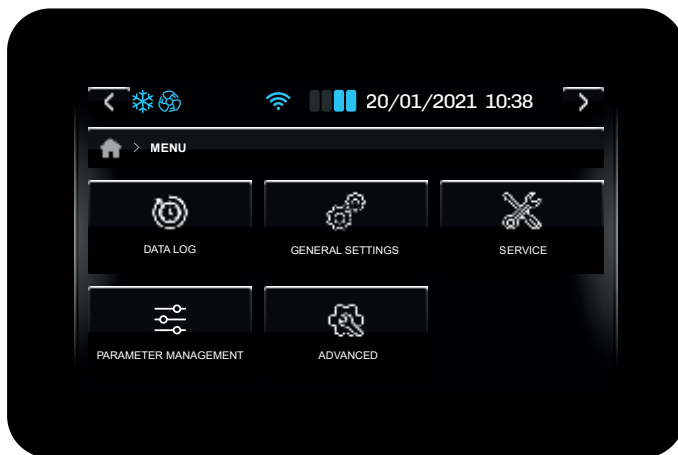 20/01/2021 10:38
> MENU
DATA LOG
GENERAL SETTINGS
SERVICE
PARAMETER MANAGEMENT
ADVANCED